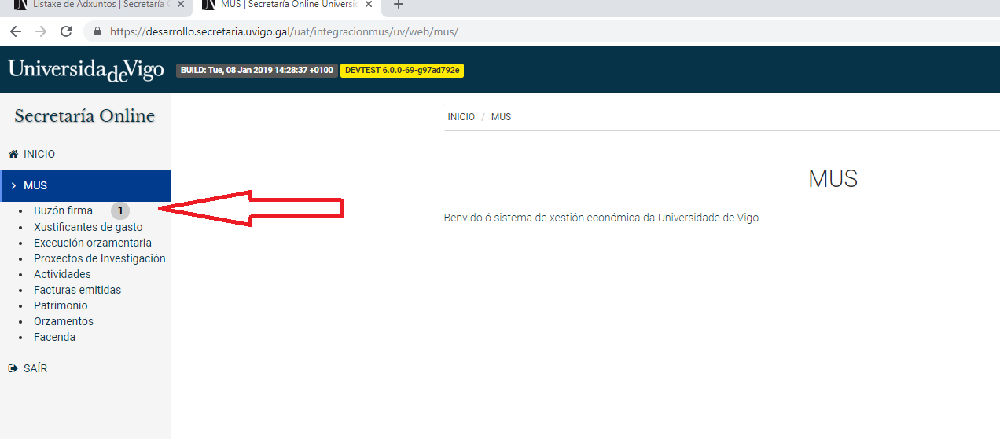 Listaxe de Adxuntos | Secretaría
MUS | Secretaría Online Universid
https://desarrollo.secretaria.uvigo.gal/uat/integracionmus/uv/web/mus/
UniversidadeVigo
BUILD: Tue, 08 Jan 2019 14:28:37 +0100
DEVTEST 6.0.0-69-g97ad792e
Secretaría Online
INICIO
MUS
Buzón firma 1
Xustificantes de gasto
Execución orzamentaria
Proxectos de Investigación
Actividades
Facturas emitidas
Patrimonio
Orzamentos
Facenda
SAÍR
INICIO / MUS
MUS
Benvido ó sistema de xestión económica da Universidade de Vigo